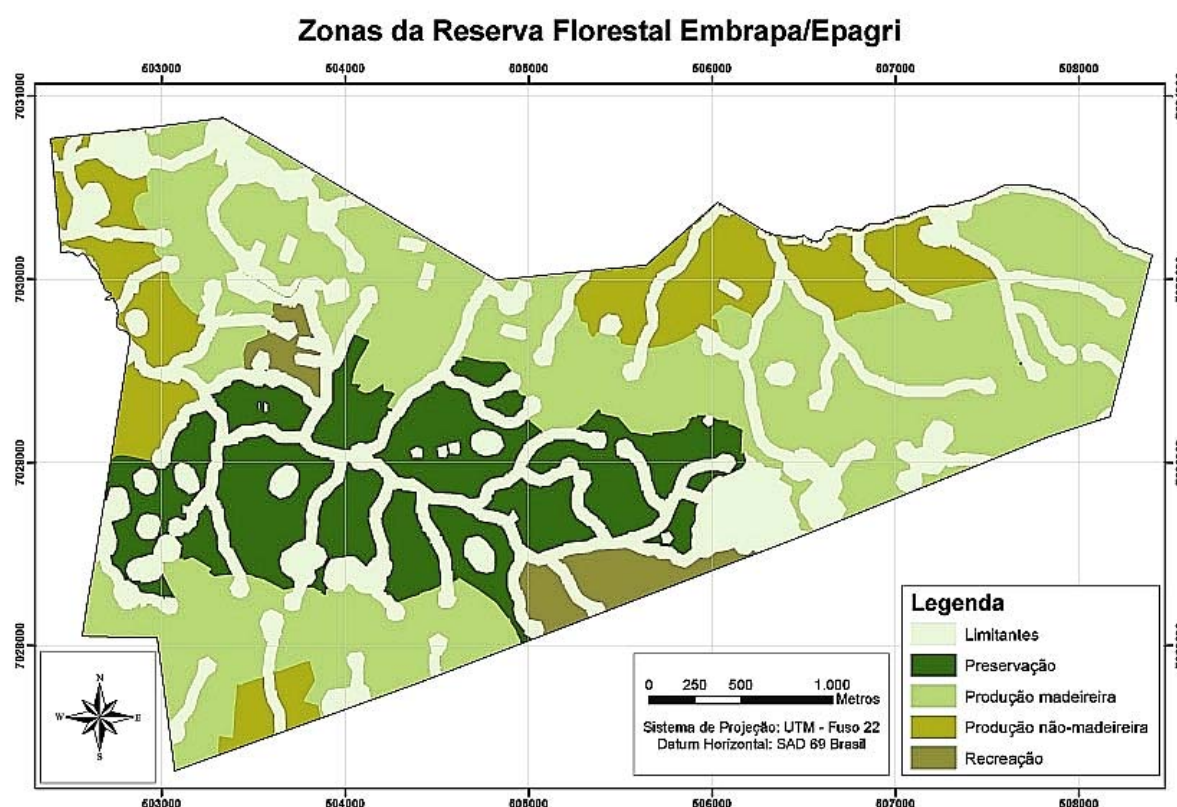 Zonas da Reserva Florestal Embrapa/Epagri
603000 604000 605000 606000 607000 608000
7031000
7030000
7029000
7028000
N
W E
S
0 250 500 1.000
Metros
Sistema de Projeção: UTM - Fuso 22
Datum Horizontal: SAD 69 Brasil
Legenda
Limitantes
Preservação
Produção madeireira
Produção não-madeireira
Recreação
603000 604000 605000 606000 607000 608000